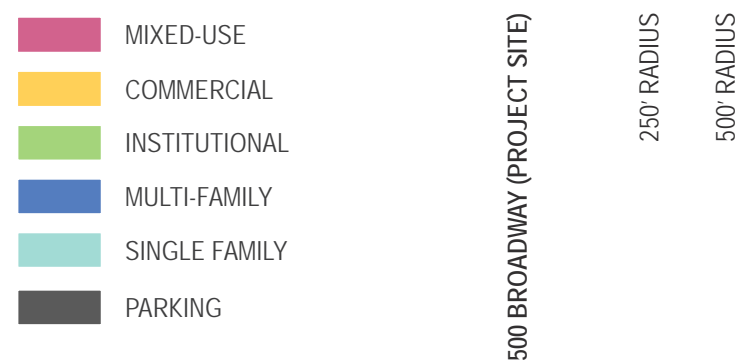 MIXED-USE
COMMERCIAL
INSTITUTIONAL
MULTI-FAMILY
SINGLE FAMILY
PARKING
500 BROADWAY (PROJECT SITE)
250' RADIUS
500' RADIUS